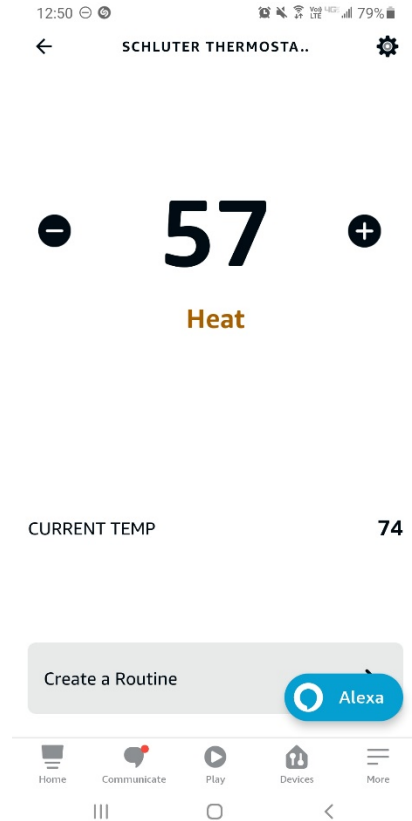 12:50 79%
SCHLUTER THERMOSTA..
57
Heat
CURRENT TEMP 74
Create a Routine
Alexa
Home Communicate Play Devices More